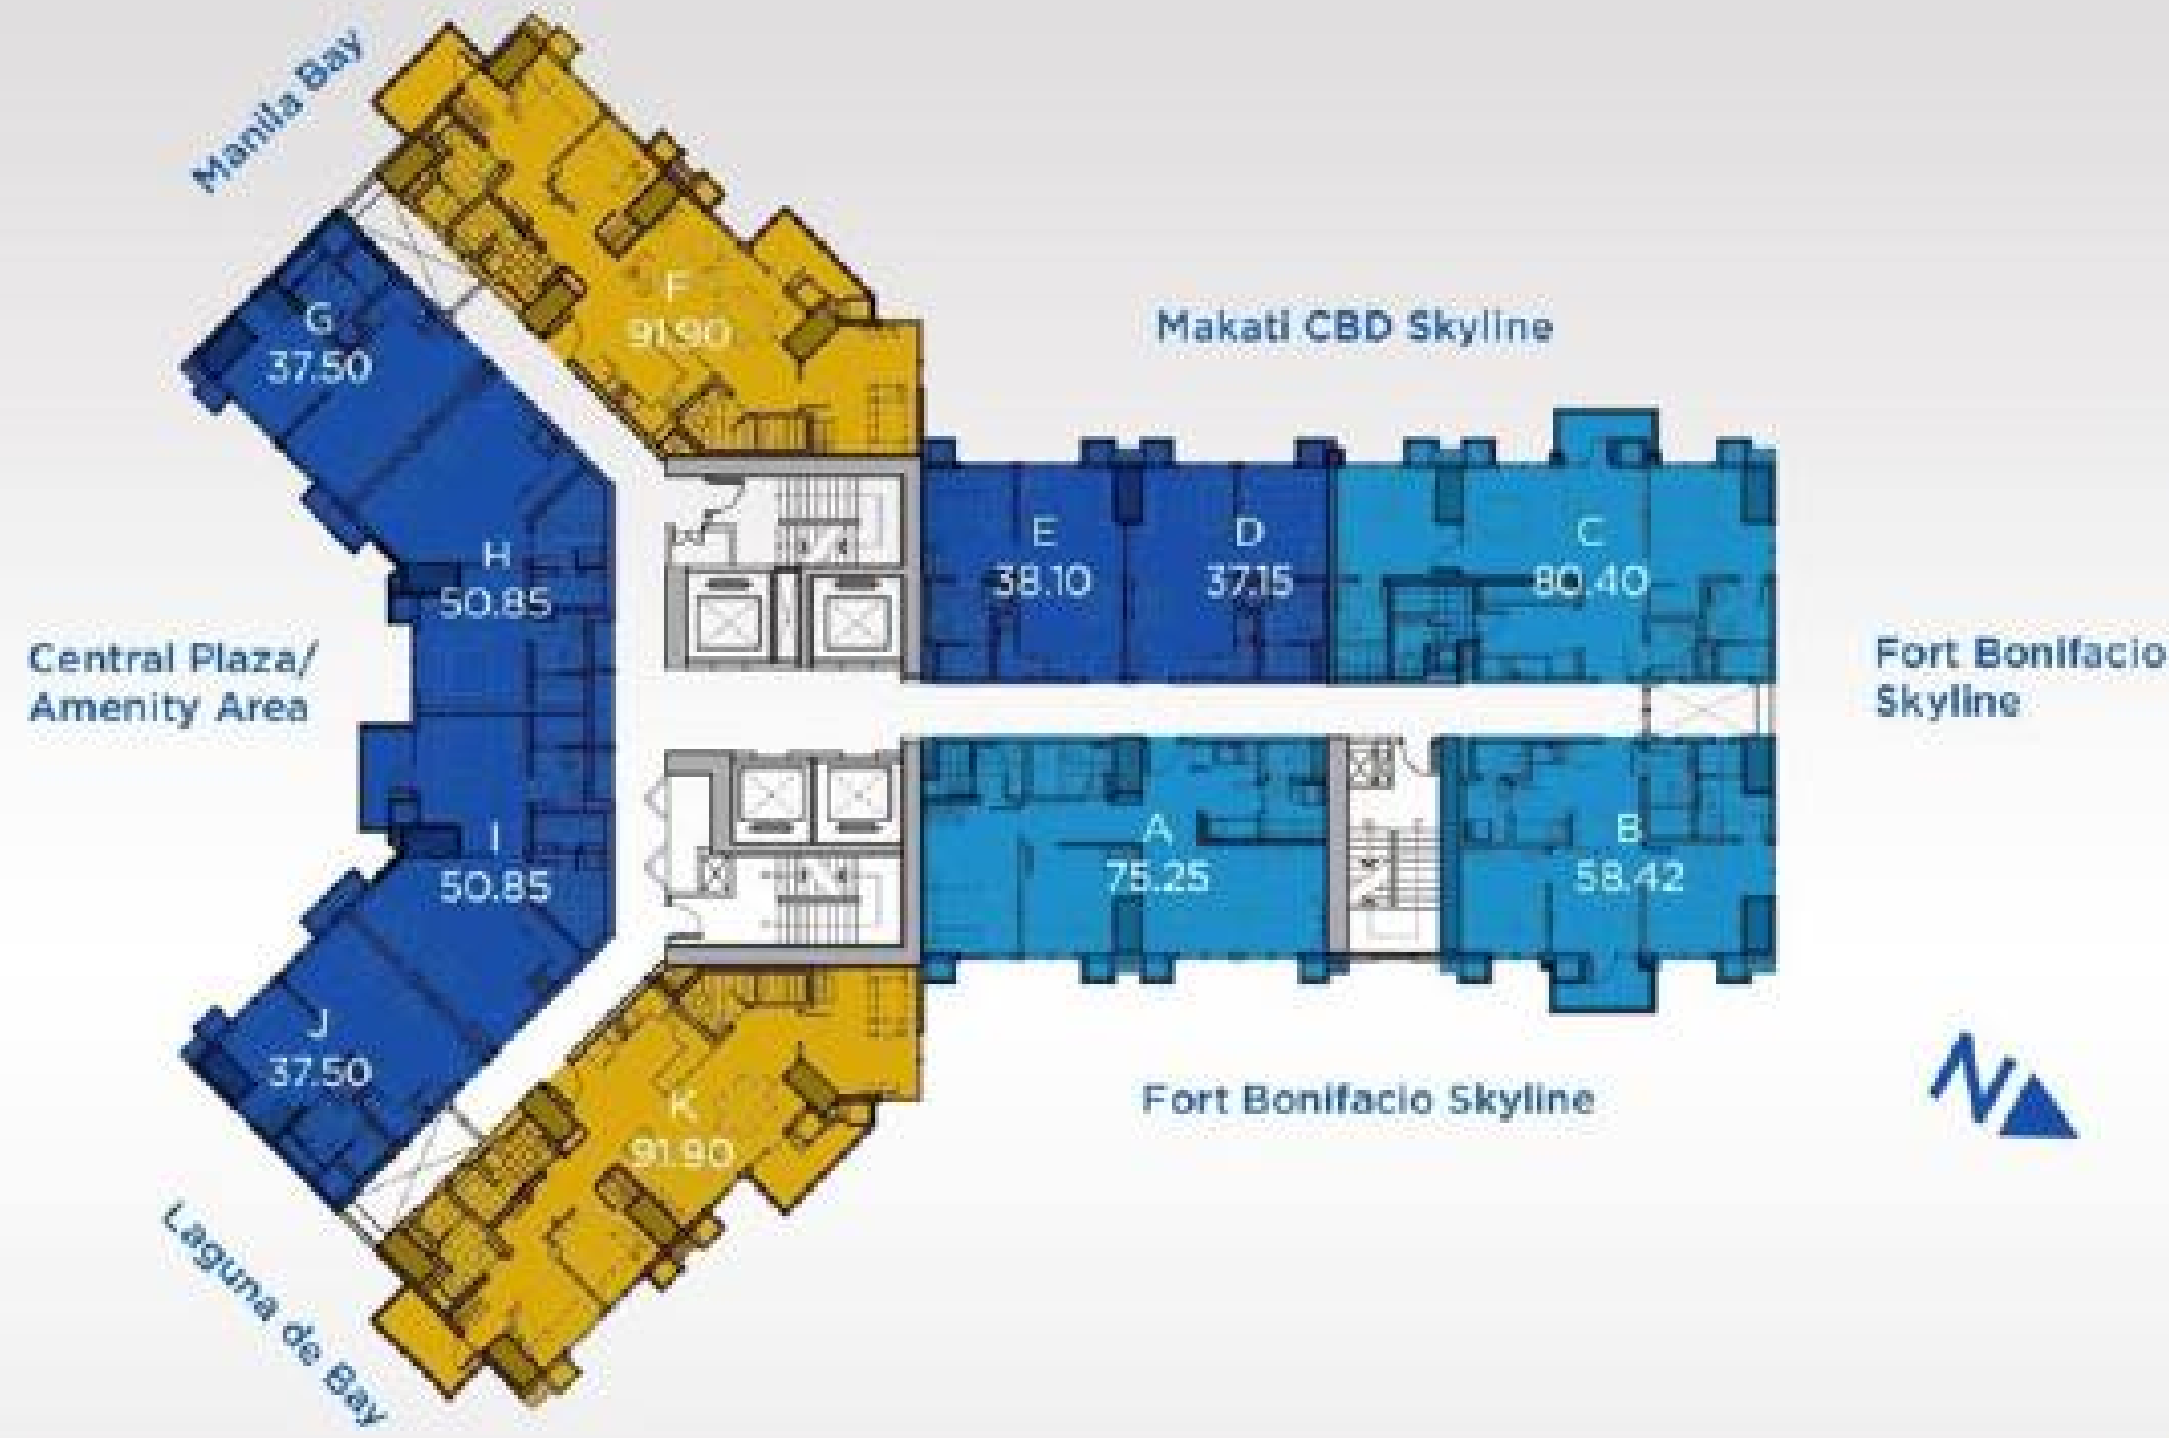 Manila Bay
F
91.90
G
37.50
Makati CBD Skyline
E
38.10
D
37.15
C
80.40
H
50.85
Central Plaza/
Amenity Area
Fort Bonifacio
Skyline
I
50.85
A
75.25
B
58.42
J
37.50
K
91.90
Fort Bonifacio Skyline
N
Laguna de Bay